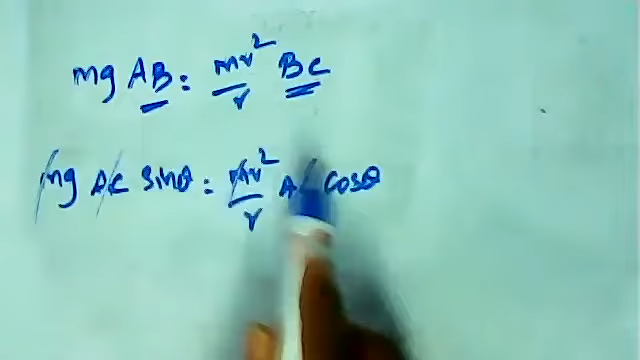 mg AB = mv²/r BC
mg AC sinθ = mv²/r AC cosθ